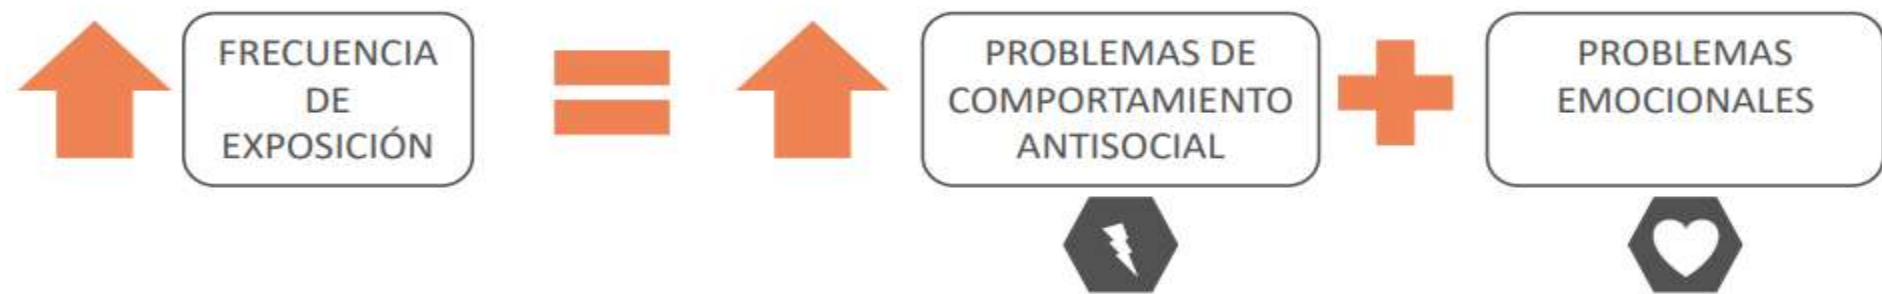 FRECUENCIA
DE
EXPOSICIÓN
PROBLEMAS DE
COMPORTAMIENTO
ANTISOCIAL
PROBLEMAS
EMOCIONALES